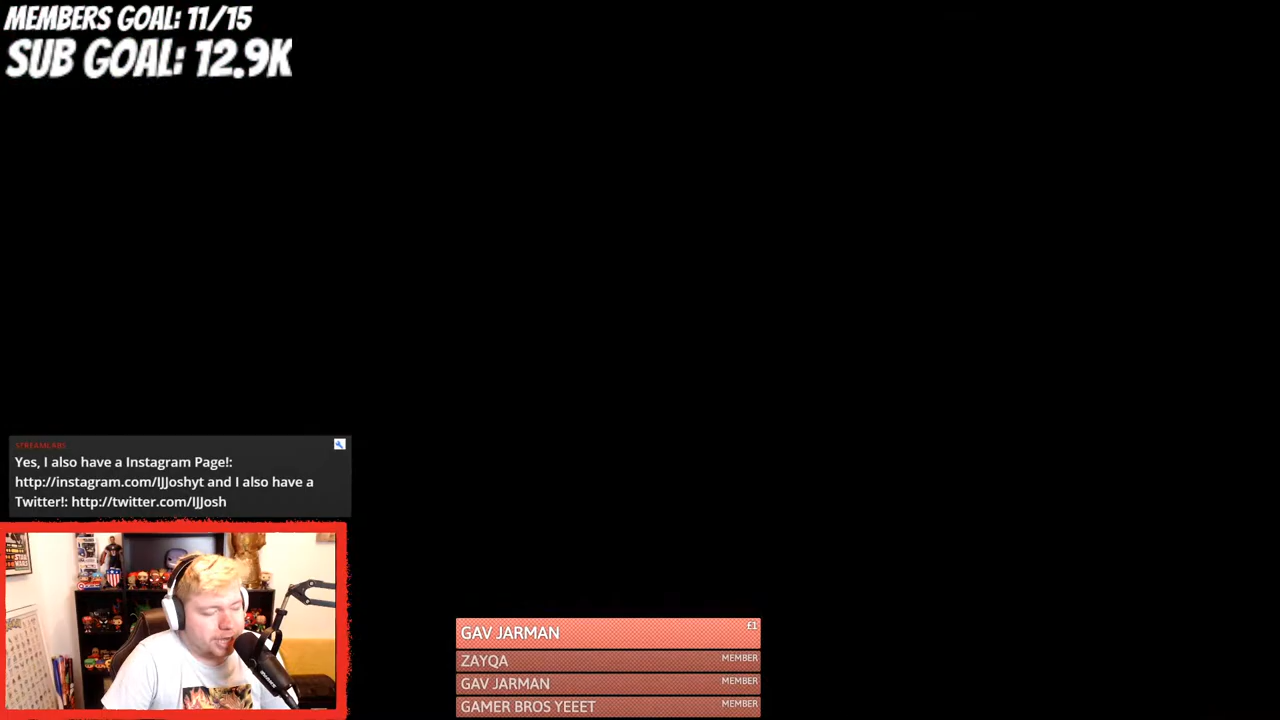 MEMBERS GOAL: 11/15
SUB GOAL: 12.9K
STREAMLABS
Yes, I also have a Instagram Page!:
http://instagram.com/IJJoshyt and I also have a
Twitter!: http://twitter.com/IJJosh
GAV JARMAN £1
ZAYQA MEMBER
GAV JARMAN MEMBER
GAMER BROS YEEET MEMBER